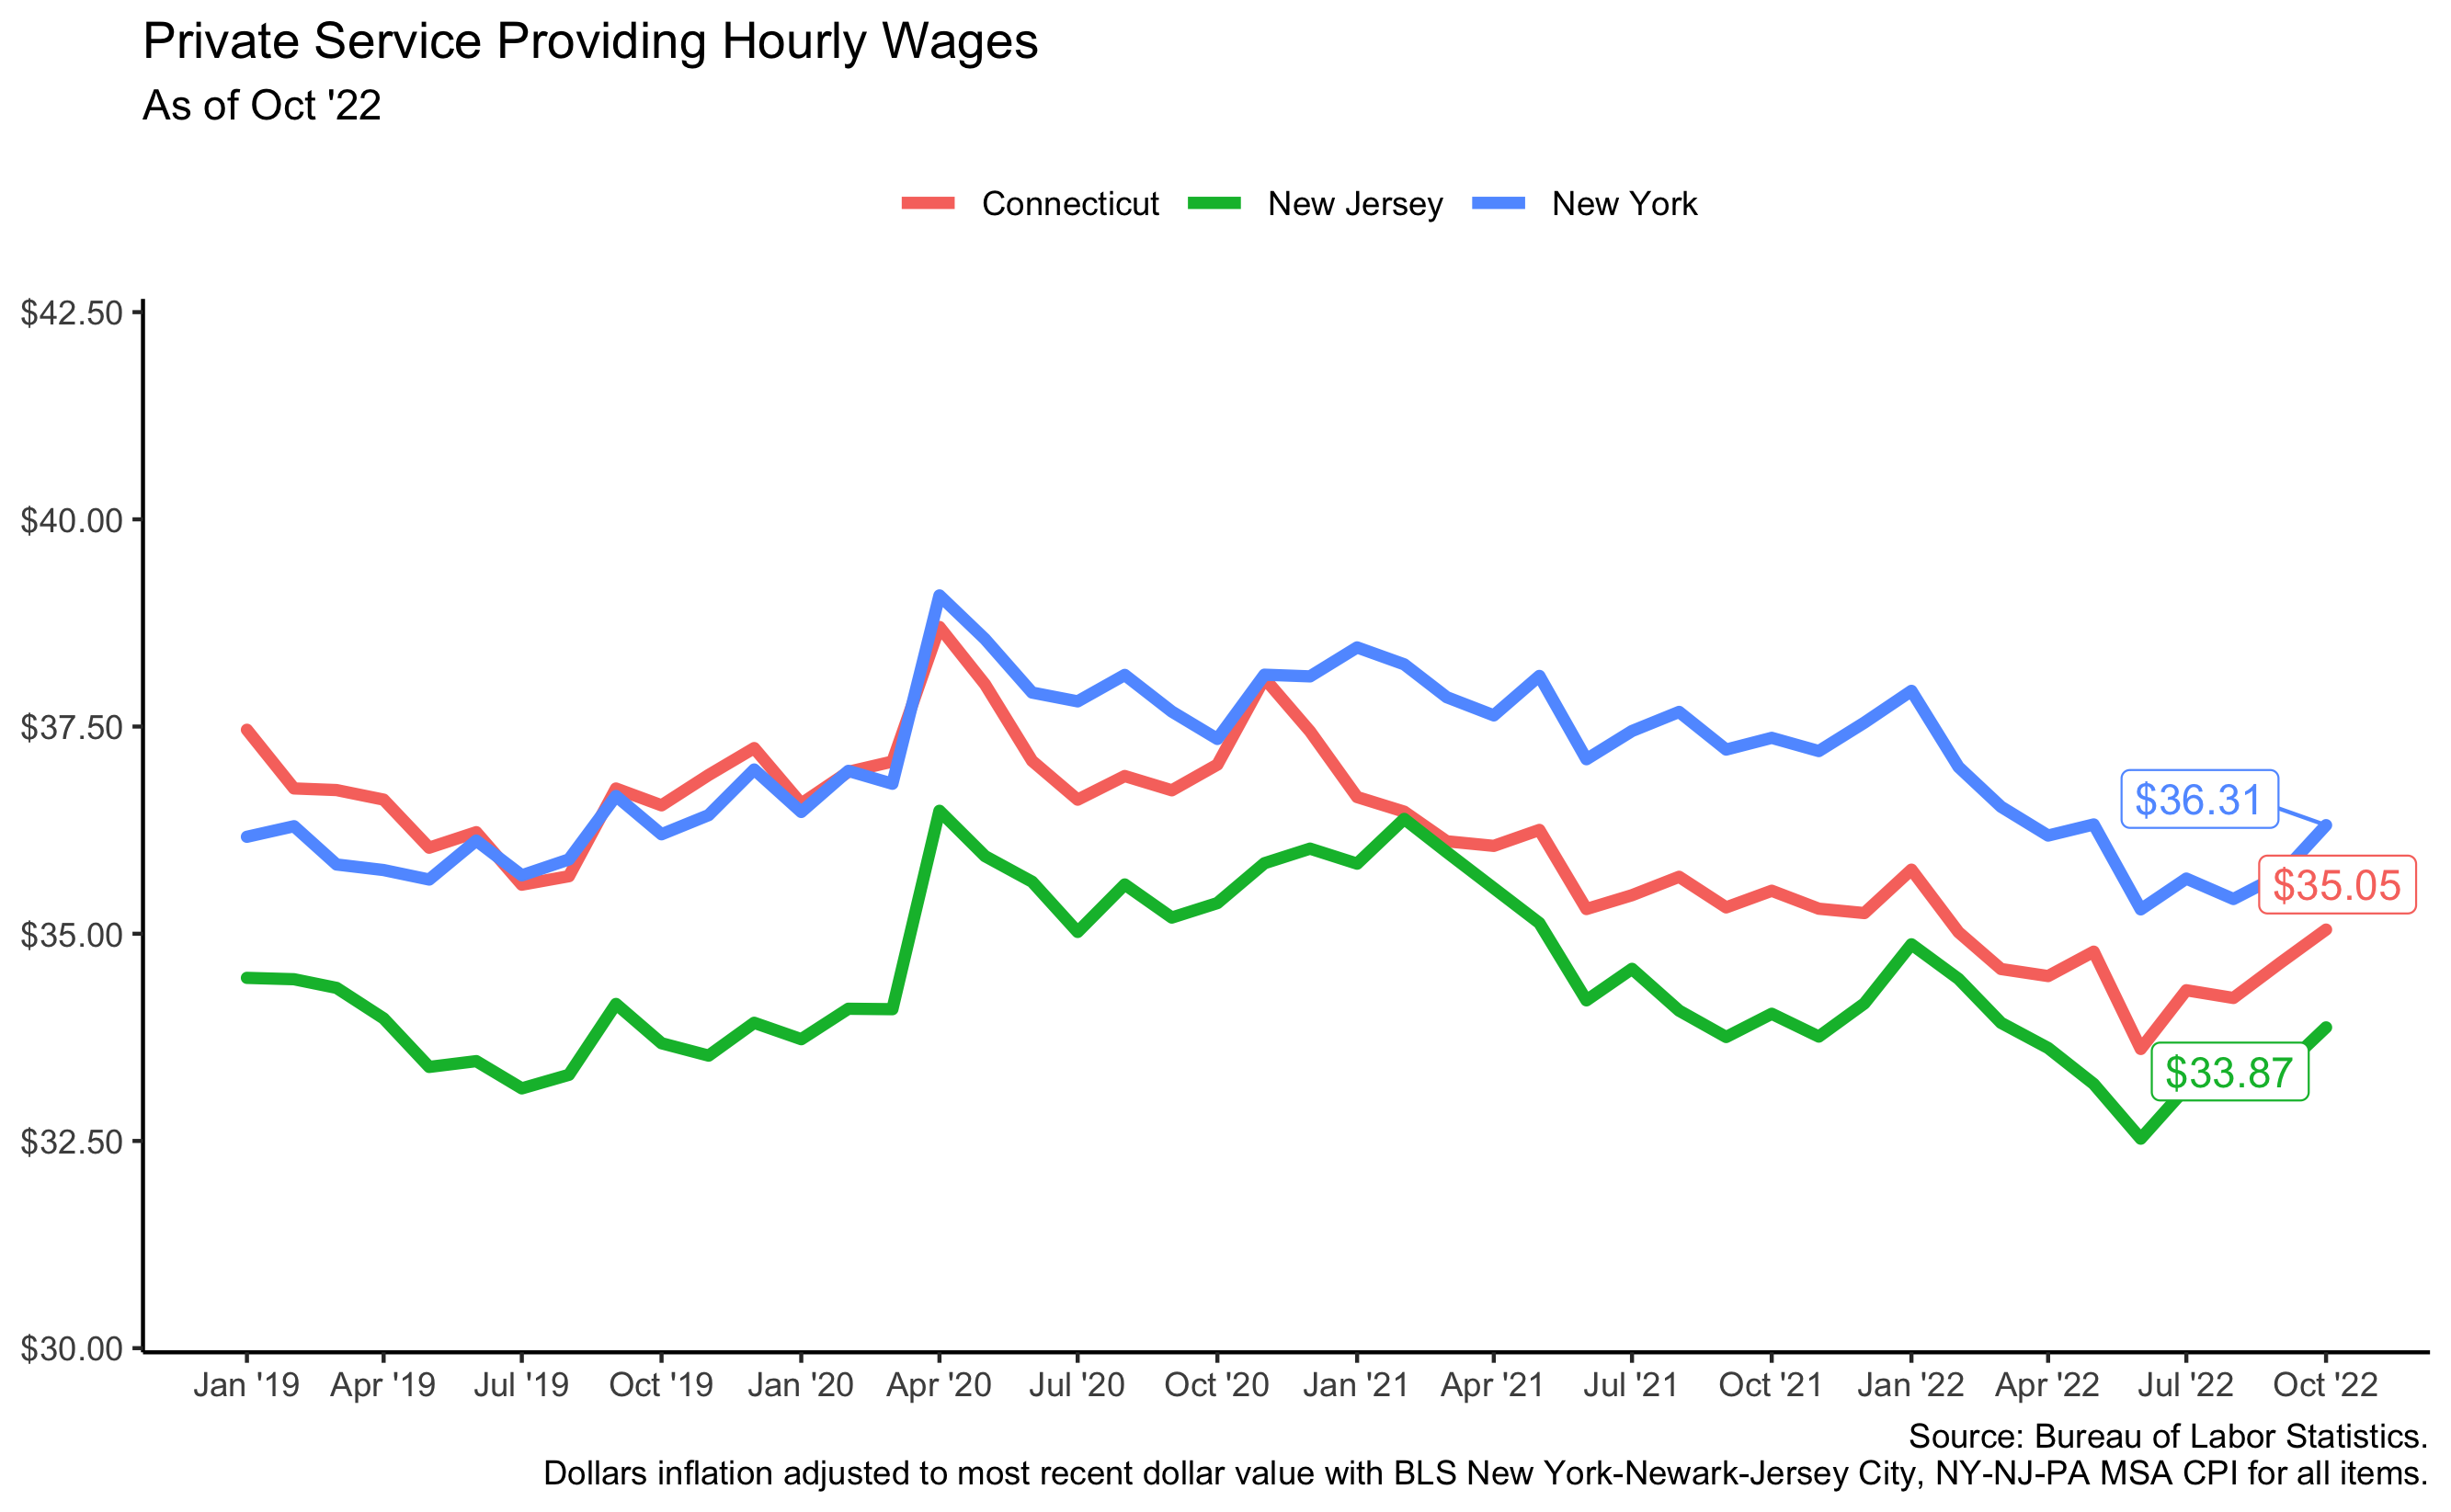 Private Service Providing Hourly Wages
As of Oct '22
Connecticut New Jersey New York
$42.50
$40.00
$37.50
$35.00
$32.50
$30.00
$36.31
$35.05
$33.87
Jan '19 Apr '19 Jul '19 Oct '19 Jan '20 Apr '20 Jul '20 Oct '20 Jan '21 Apr '21 Jul '21 Oct '21 Jan '22 Apr '22 Jul '22 Oct '22
Source: Bureau of Labor Statistics.
Dollars inflation adjusted to most recent dollar value with BLS New York-Newark-Jersey City, NY-NJ-PA MSA CPI for all items.